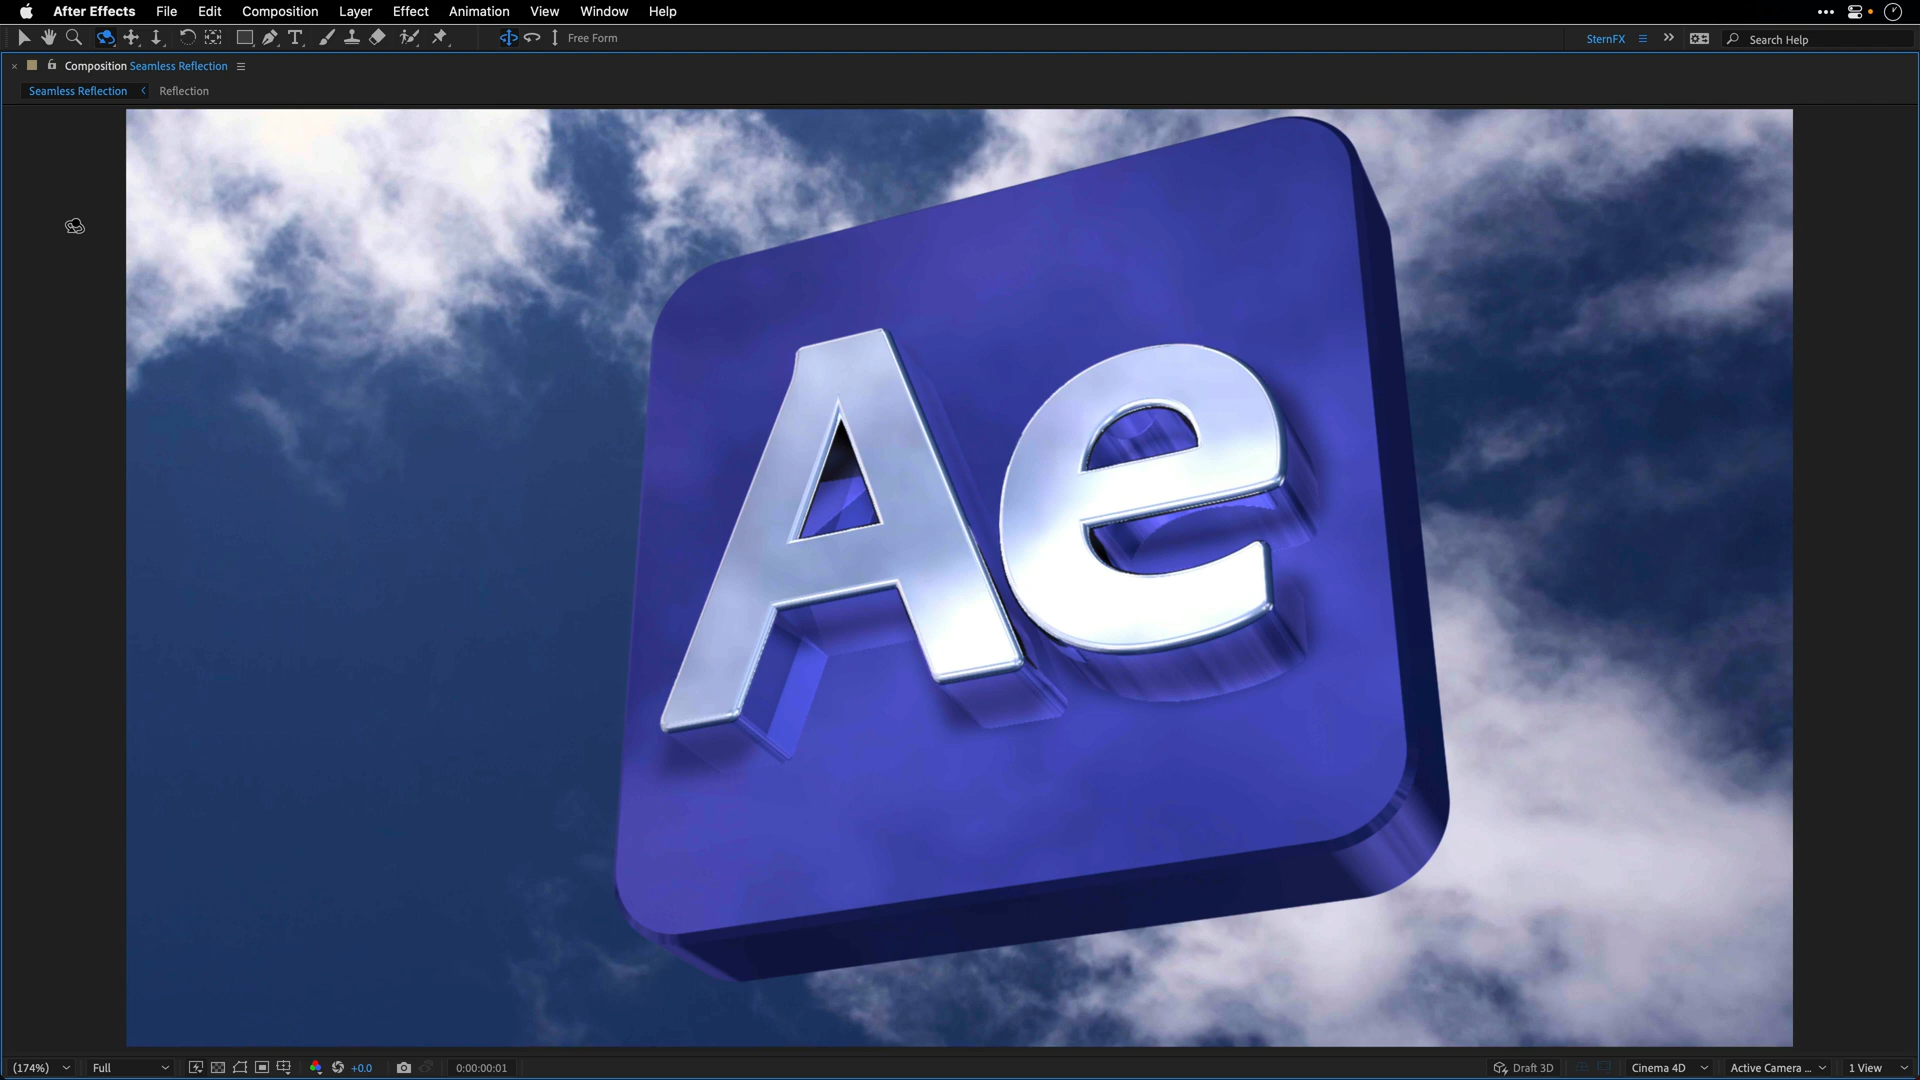 After Effects File Edit Composition Layer Effect Animation View Window Help
Free Form
SternFX
Search Help
Composition Seamless Reflection
Seamless Reflection
Reflection
Ae
(174%)
Full
+0.0
0:00:00:01
Draft 3D
Cinema 4D
Active Camera ...
1 View